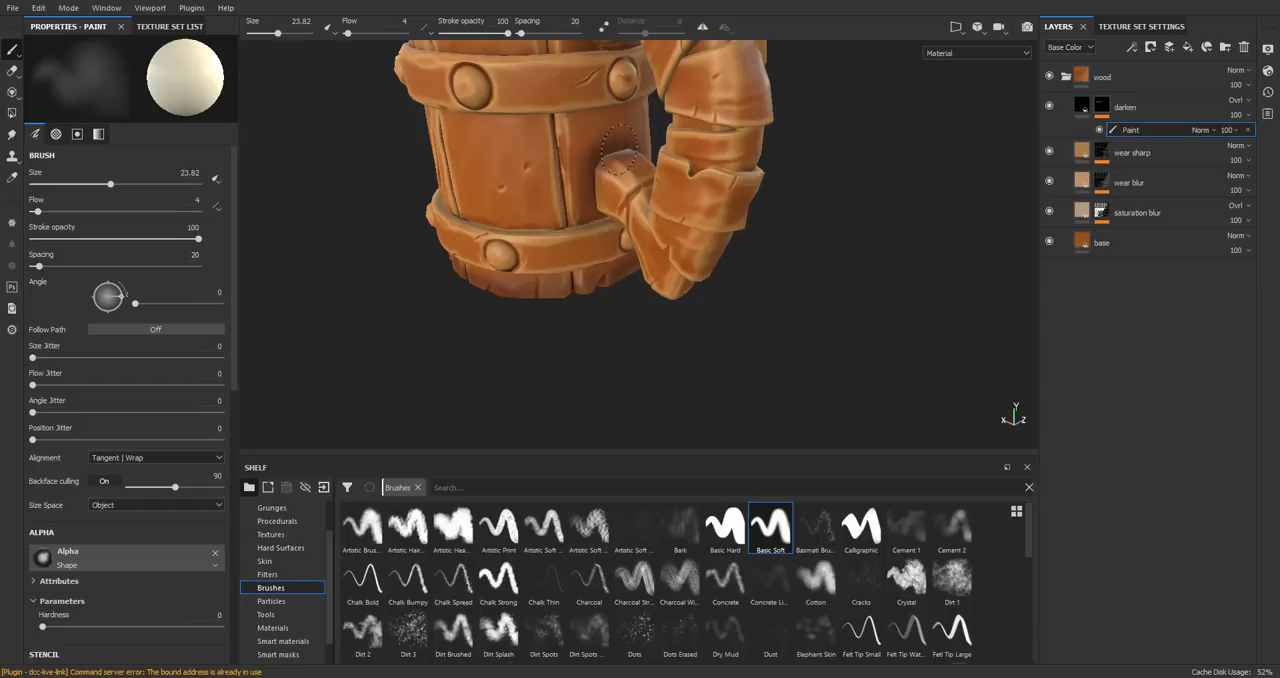 File Edit Mode Window Viewport Plugins Help
PROPERTIES - PAINT TEXTURE SET LIST
Size 23.82 Flow 4 Stroke opacity 100 Spacing 20 Distance 8
LAYERS TEXTURE SET SETTINGS
Base Color
Material
BRUSH
Size 23.82
Flow 4
Stroke opacity 100
Spacing 20
Angle 0
Follow Path Off
Size Jitter 0
Flow Jitter 0
Angle Jitter 0
Position Jitter 0
Alignment Tangent | Wrap
Backface culling On 90
Size Space Object
ALPHA
Alpha
Shape
Attributes
Parameters
Hardness 0
STENCIL
wood Norm 100
darken Ovrl 100
Paint Norm 100
wear sharp Norm 100
wear blur Norm 100
saturation blur Ovrl 100
base Norm 100
Y
X Z
SHELF
Brushes Search...
Grunges
Procedurals
Textures
Hard Surfaces
Skin
Filters
Brushes
Particles
Tools
Materials
Smart materials
Smart masks
Artistic Brus... Artistic Hair... Artistic Hea... Artistic Print Artistic Soft ... Artistic Soft ... Artistic Soft ... Bark Basic Hard Basic Soft Basmati Bru... Calligraphic Cement 1 Cement 2
Chalk Bold Chalk Bumpy Chalk Spread Chalk Strong Chalk Thin Charcoal Charcoal Str... Charcoal Wi... Concrete Concrete Li... Cotton Cracks Crystal Dirt 1
Dirt 2 Dirt 3 Dirt Brushed Dirt Splash Dirt Spots Dirt Spots ... Dots Dots Erased Dry Mud Dust Elephant Skin Felt Tip Small Felt Tip Wat... Felt Tip Large
[Plugin - dcc-live-link] Command server error: The bound address is already in use
Cache Disk Usage: 52%